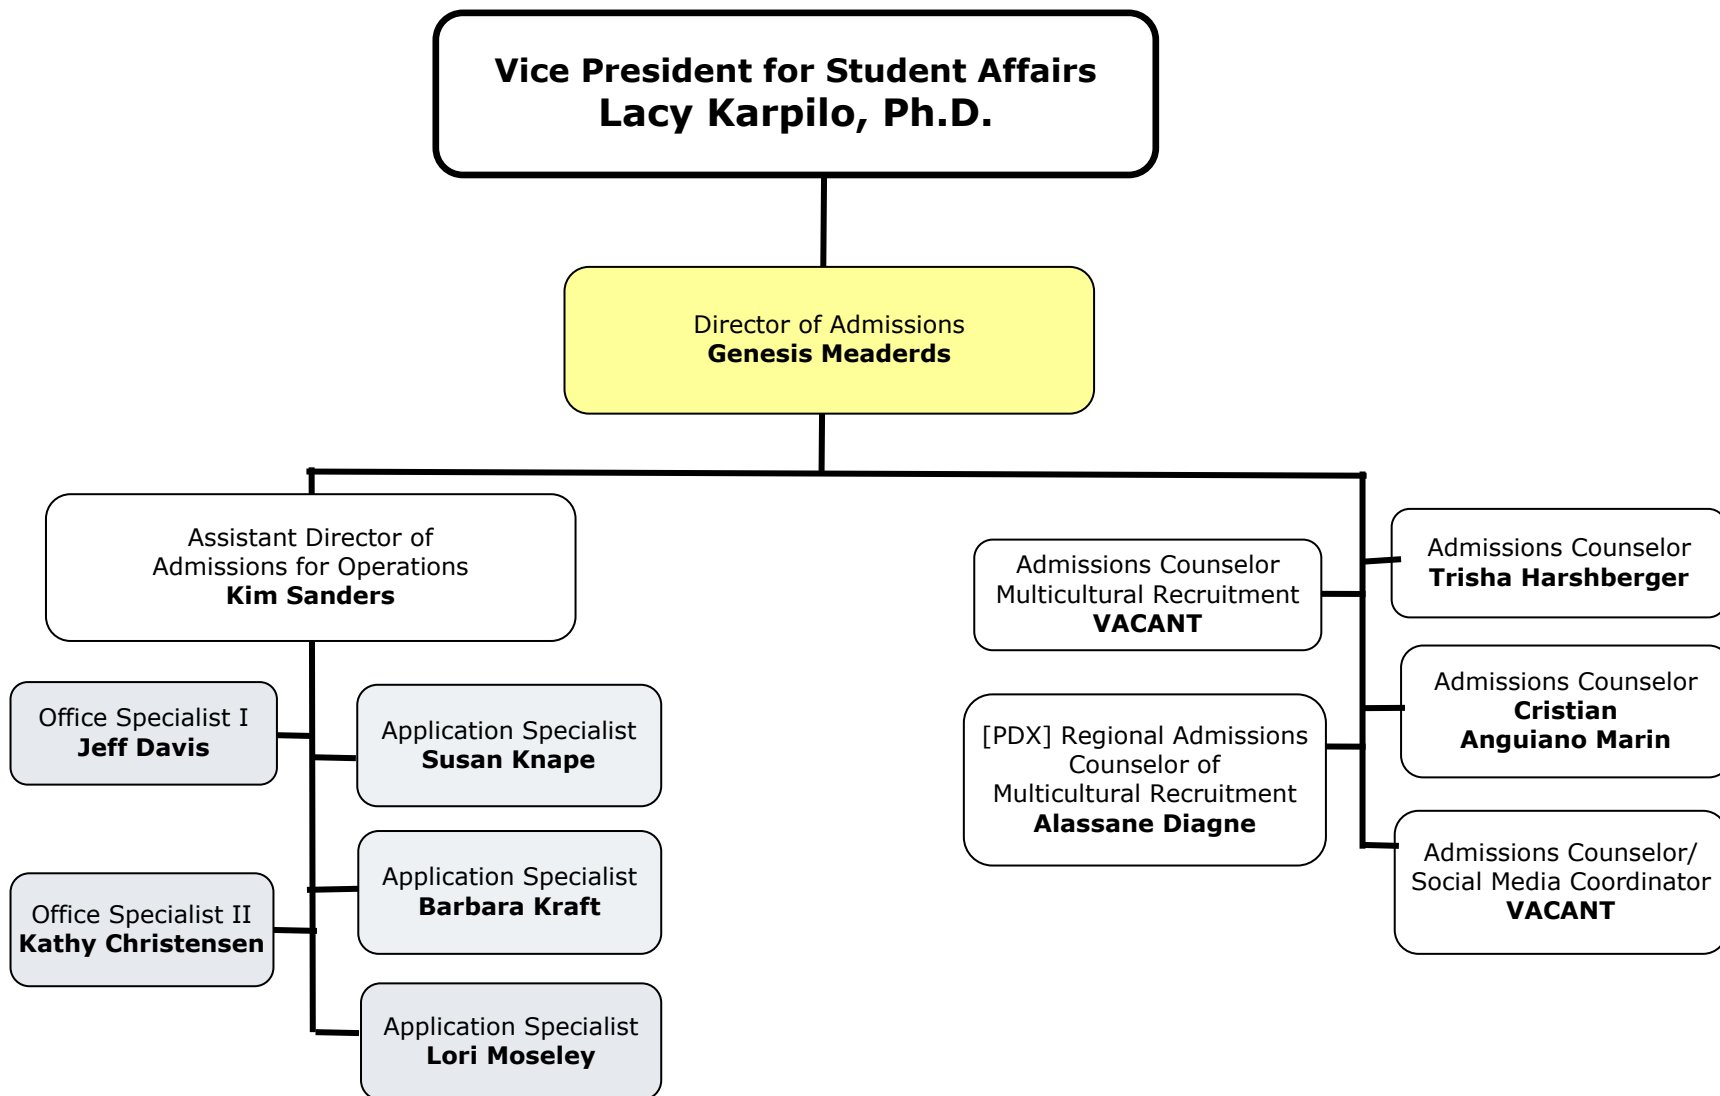 Vice President for Student Affairs
Lacy Karpilo, Ph.D.
Director of Admissions
Genesis Meaderds
Assistant Director of
Admissions for Operations
Kim Sanders
Office Specialist I
Jeff Davis
Application Specialist
Susan Knape
Application Specialist
Barbara Kraft
Office Specialist II
Kathy Christensen
Application Specialist
Lori Moseley
Admissions Counselor
Multicultural Recruitment
VACANT
Admissions Counselor
Trisha Harshberger
[PDX] Regional Admissions
Counselor of
Multicultural Recruitment
Alassane Diagne
Admissions Counselor
Cristian
Anguiano Marin
Admissions Counselor/
Social Media Coordinator
VACANT